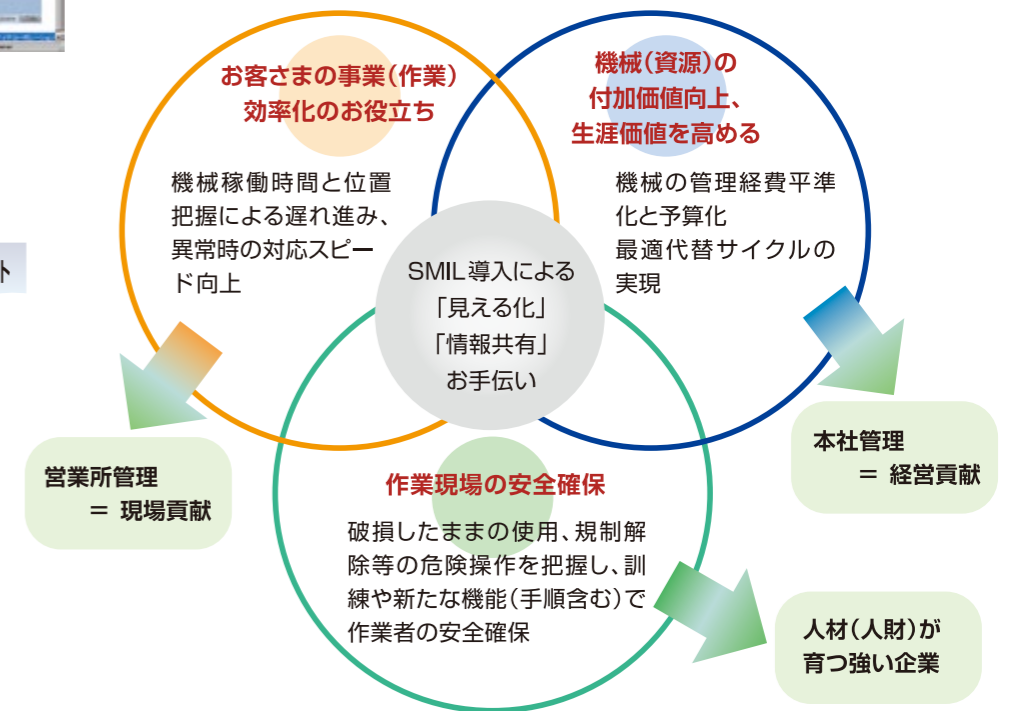 お客さまの事業（作業）
効率化のお役立ち
機械稼働時間と位置
把握による遅れ進み、
異常時の対応スピー
ド向上
機械（資源）の
付加価値向上、
生涯価値を高める
機械の管理経費平準
化と予算化
最適代替サイクルの
実現
SMIL導入による
「見える化」
「情報共有」
お手伝い
ト
営業所管理
＝ 現場貢献
本社管理
＝ 経営貢献
作業現場の安全確保
破損したままの使用、規制解
除等の危険操作を把握し、訓
練や新たな機能（手順含む）で
作業者の安全確保
人材（人財）が
育つ強い企業